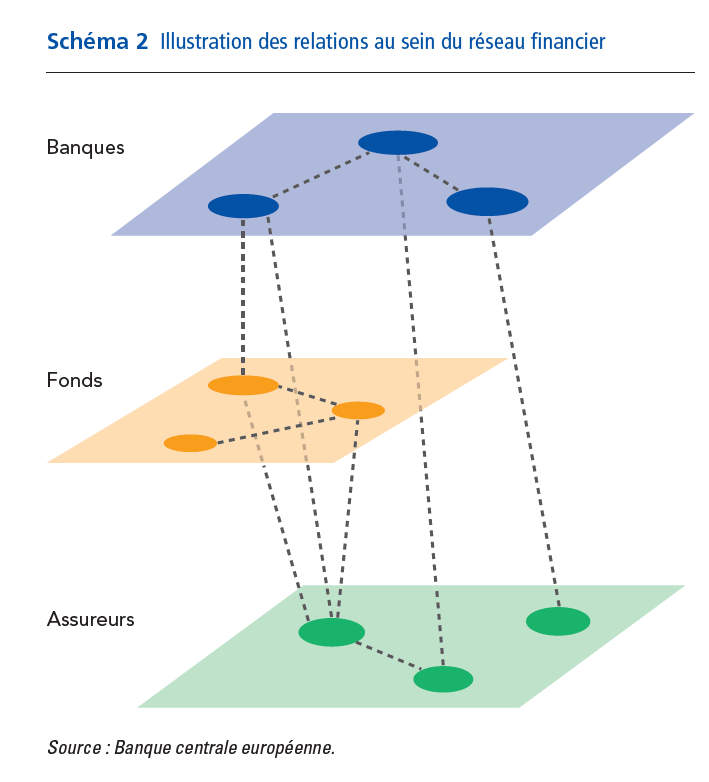 Schéma 2 Illustration des relations au sein du réseau financier
Banques
Fonds
Assureurs
Source : Banque centrale européenne.